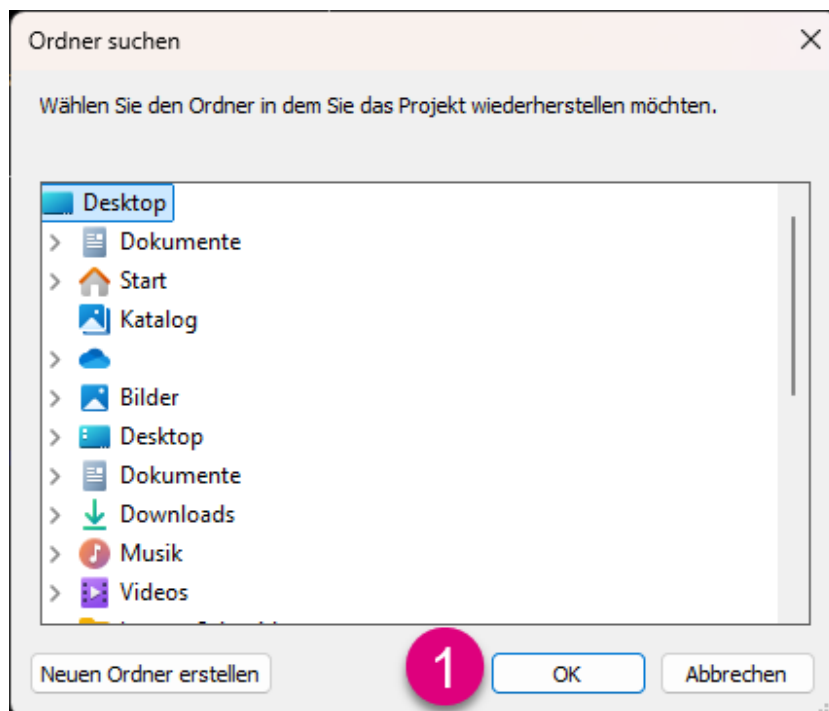 Ordner suchen
Wählen Sie den Ordner in dem Sie das Projekt wiederherstellen möchten.
Desktop
Dokumente
Start
Katalog
Bilder
Desktop
Dokumente
Downloads
Musik
Videos
Neuen Ordner erstellen 1 OK Abbrechen